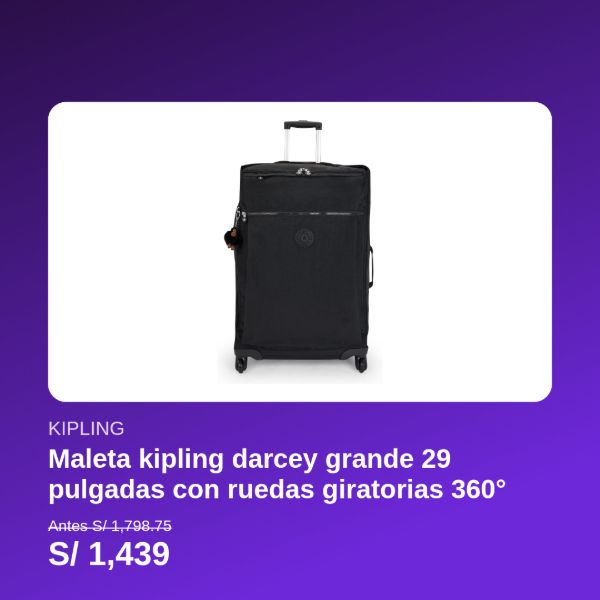 KIPLING
Maleta kipling darcey grande 29
pulgadas con ruedas giratorias 360°
Antes S/ 1,798.75
S/ 1,439